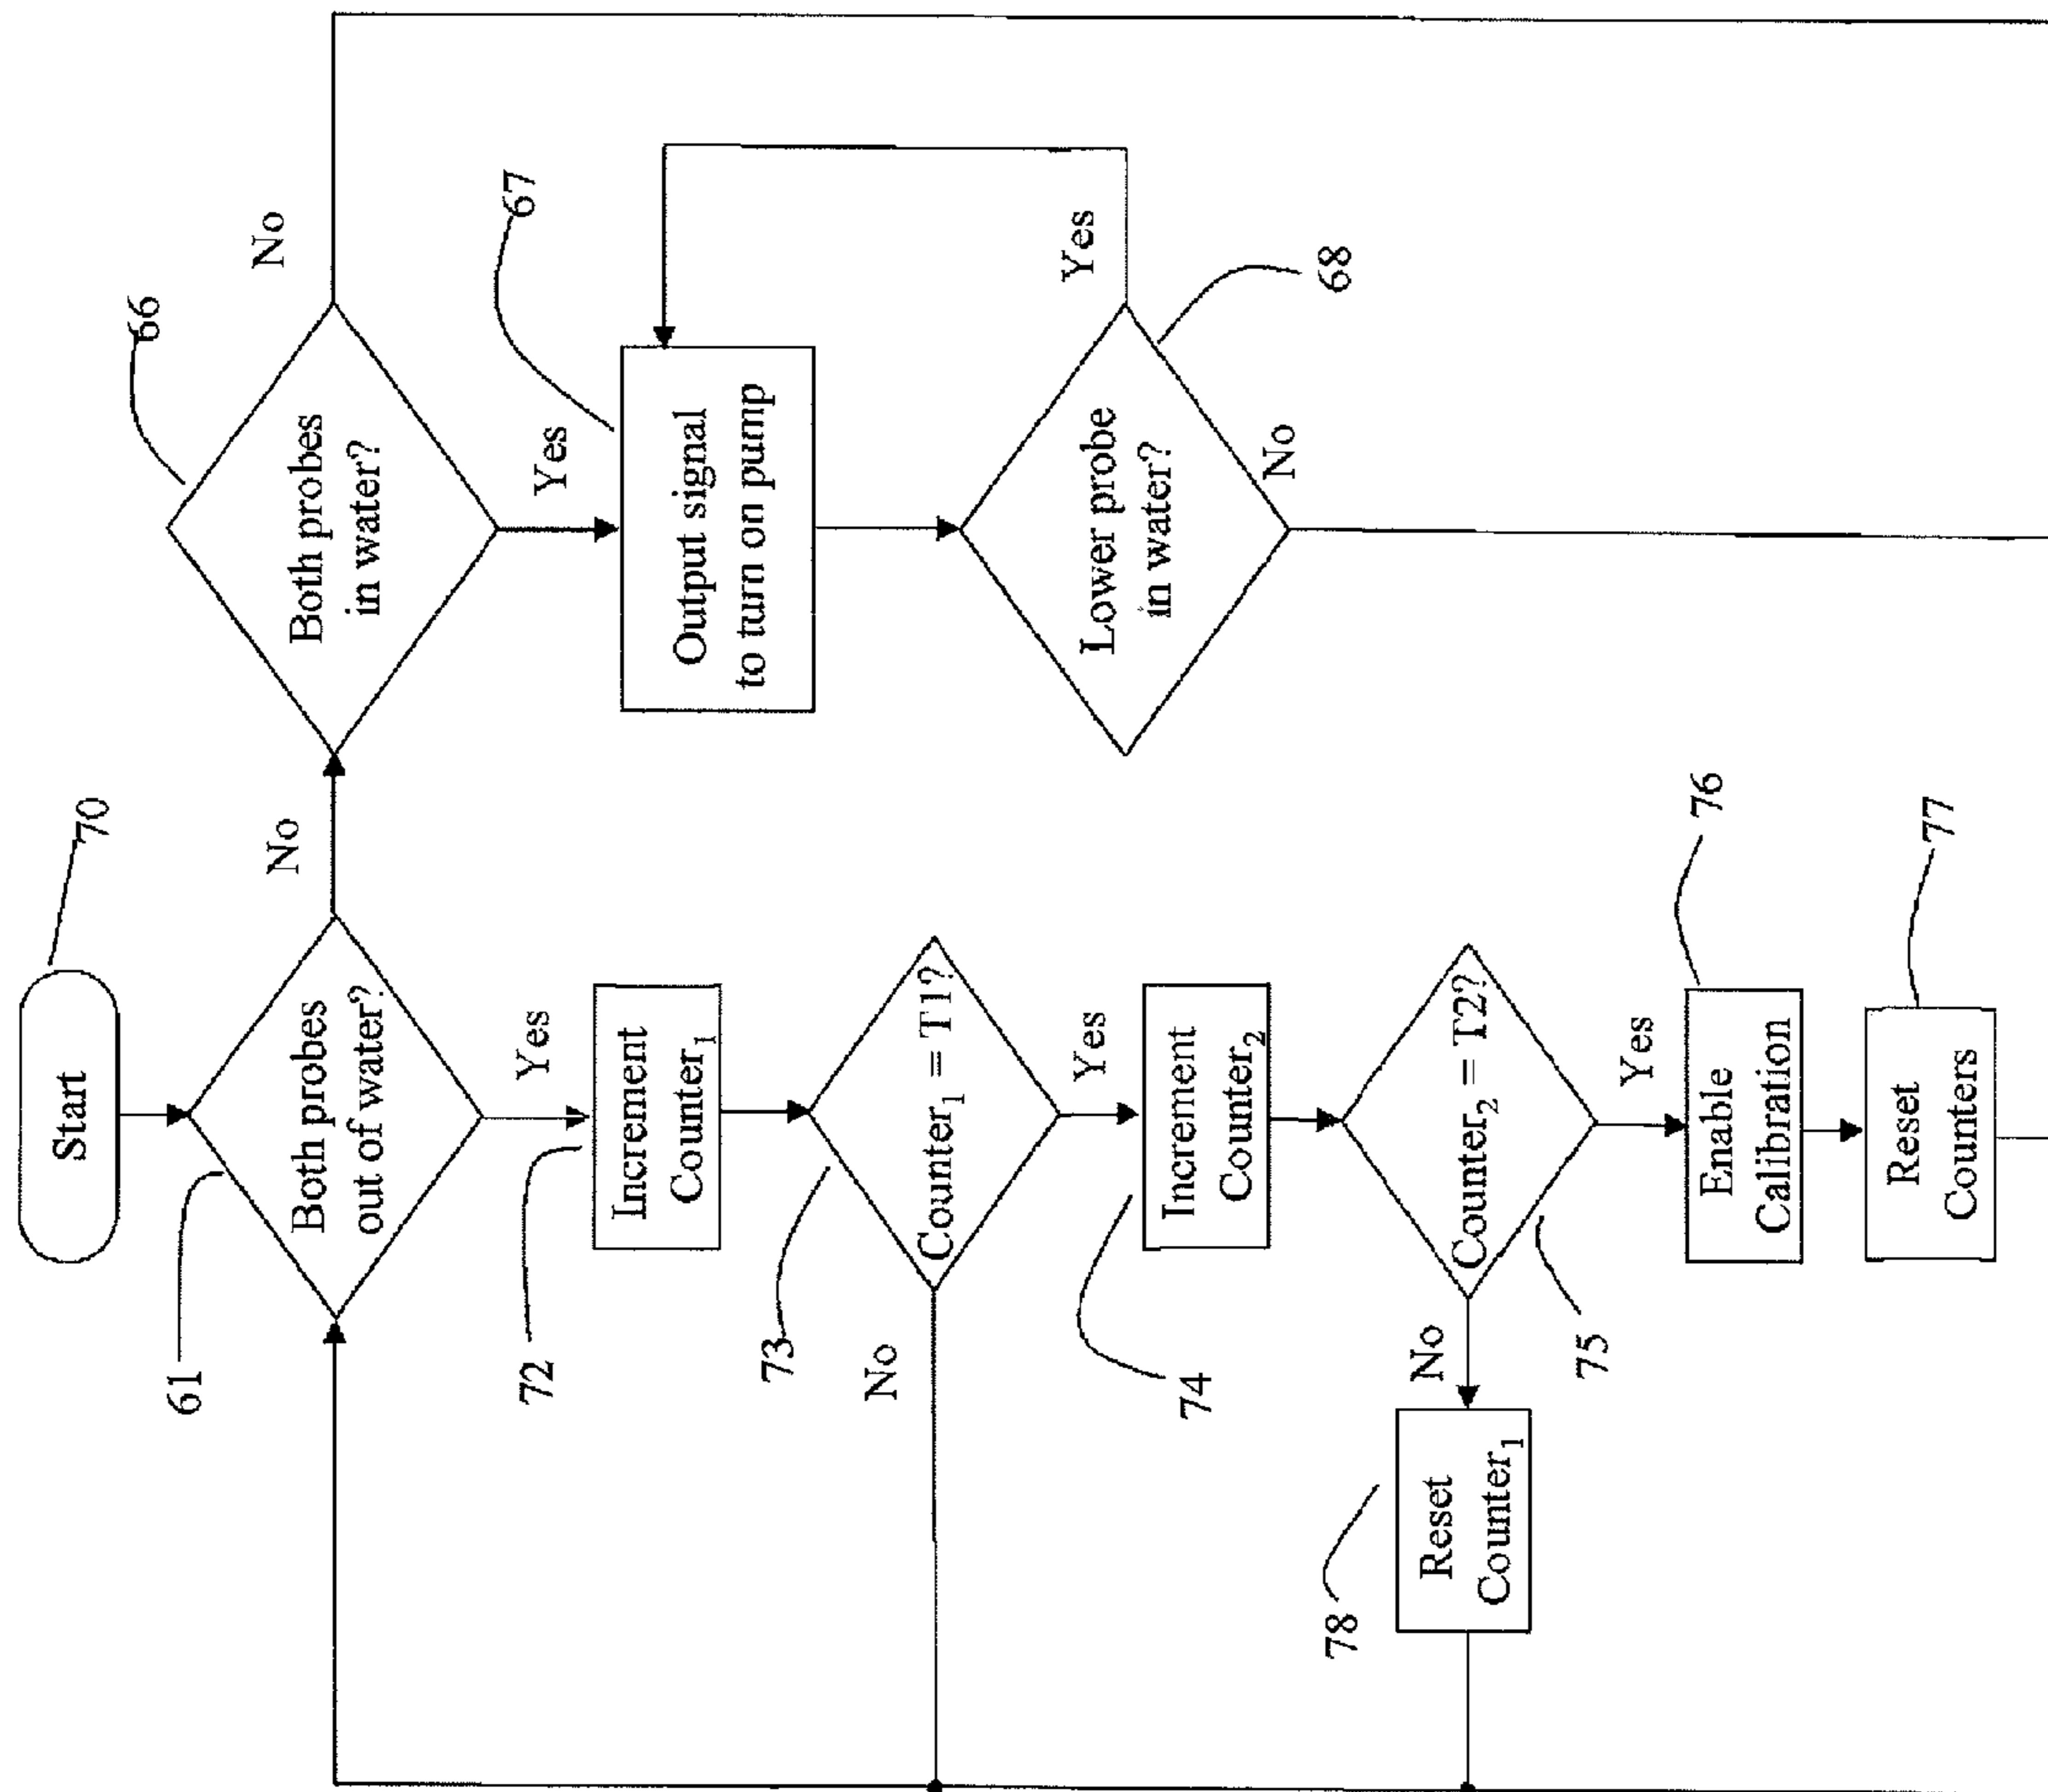 Start
70
Both probes
out of water?
61
No
Yes
Both probes
in water?
66
No
Yes
Increment
Counter₁
72
Output signal
to turn on pump
67
Counter₁ = T1?
73
No
Yes
Lower probe
in water?
68
Yes
No
Increment
Counter₂
74
Counter₂ = T2?
75
No
Yes
Reset
Counter₁
78
Enable
Calibration
76
Reset
Counters
77